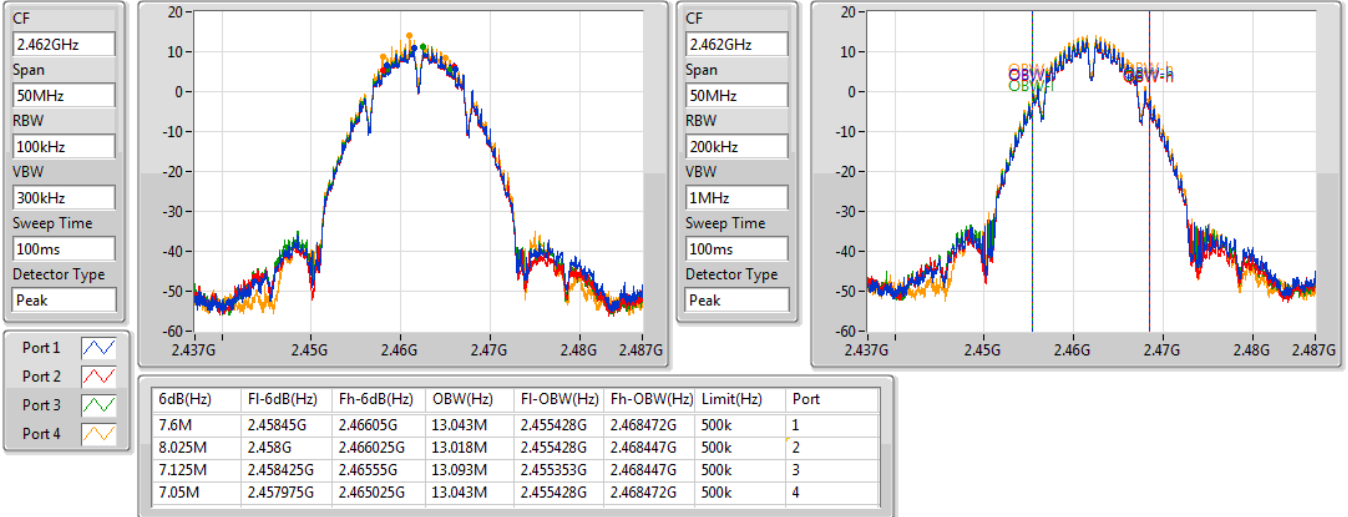 CF
2.462GHz
Span
50MHz
RBW
100kHz
VBW
300kHz
Sweep Time
100ms
Detector Type
Peak
20
10
0
-10
-20
-30
-40
-50
-60
2.437G 2.45G 2.46G 2.47G 2.48G 2.487G
CF
2.462GHz
Span
50MHz
RBW
200kHz
VBW
1MHz
Sweep Time
100ms
Detector Type
Peak
20
10
0
-10
-20
-30
-40
-50
-60
OBW-l
2.437G 2.45G 2.46G 2.47G 2.48G 2.487G
Port 1
Port 2
Port 3
Port 4
6dB(Hz) Fl-6dB(Hz) Fh-6dB(Hz) OBW(Hz) Fl-OBW(Hz) Fh-OBW(Hz) Limit(Hz) Port
7.6M 2.45845G 2.46605G 13.043M 2.455428G 2.468472G 500k 1
8.025M 2.458G 2.466025G 13.018M 2.455428G 2.468447G 500k 2
7.125M 2.458425G 2.46555G 13.093M 2.455353G 2.468447G 500k 3
7.05M 2.457975G 2.465025G 13.043M 2.455428G 2.468472G 500k 4